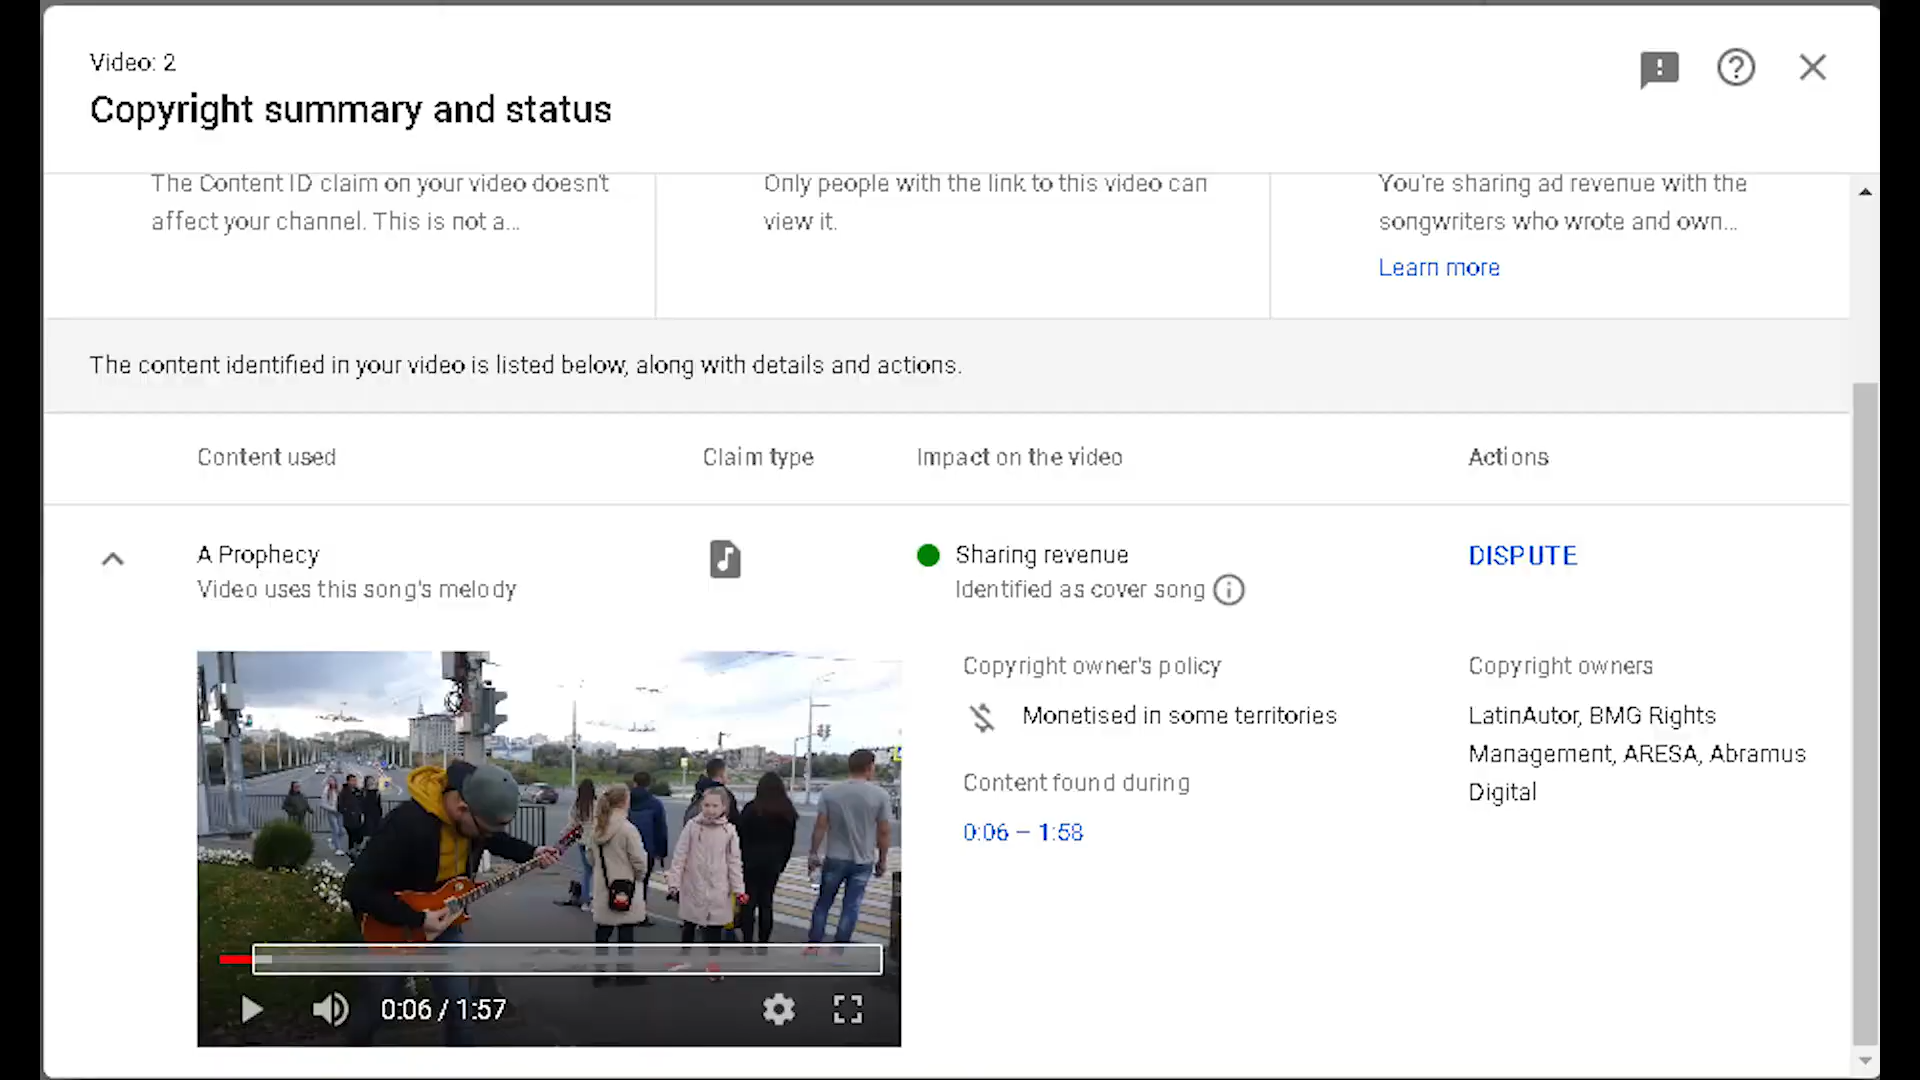 Video: 2
Copyright summary and status
The Content ID claim on your video doesn't
affect your channel. This is not a...
Only people with the link to this video can
view it.
You're sharing ad revenue with the
songwriters who wrote and own...
Learn more
The content identified in your video is listed below, along with details and actions.
Content used
Claim type
Impact on the video
Actions
A Prophecy
Video uses this song's melody
Sharing revenue
Identified as cover song
DISPUTE
Copyright owner's policy
Monetised in some territories
Content found during
0:06 – 1:58
Copyright owners
LatinAutor, BMG Rights
Management, ARESA, Abramus
Digital
0:06 / 1:57